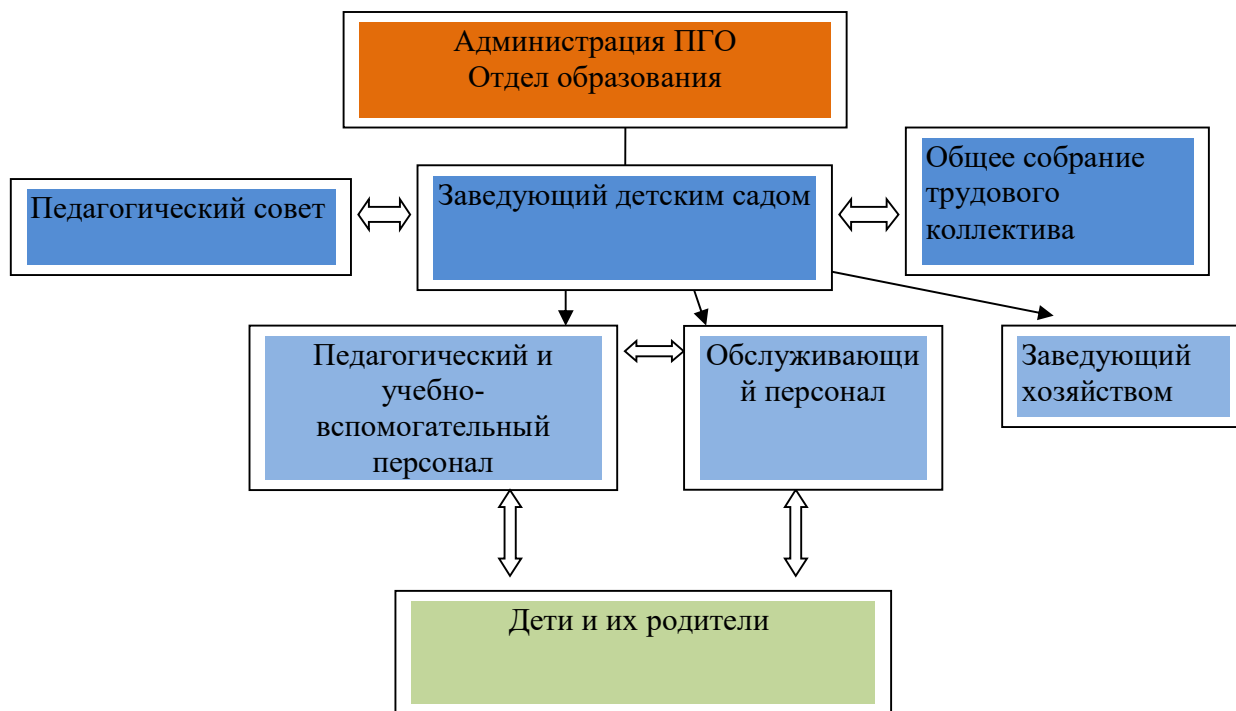 Администрация ПГО
Отдел образования
Педагогический совет
Заведующий детским садом
Общее собрание
трудового
коллектива
Педагогический и
учебно-
вспомогательный
персонал
Обслуживающи
й персонал
Заведующий
хозяйством
Дети и их родители